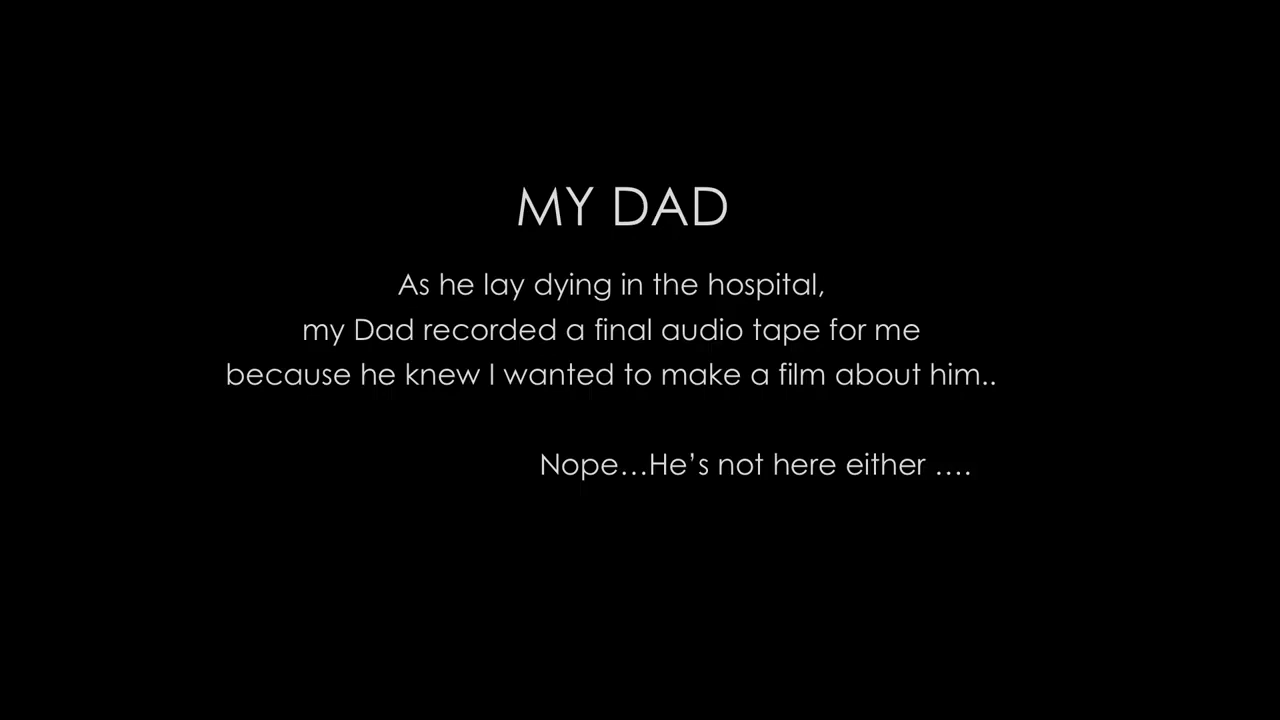 MY DAD
As he lay dying in the hospital,
my Dad recorded a final audio tape for me
because he knew I wanted to make a film about him..
Nope…He’s not here either ….